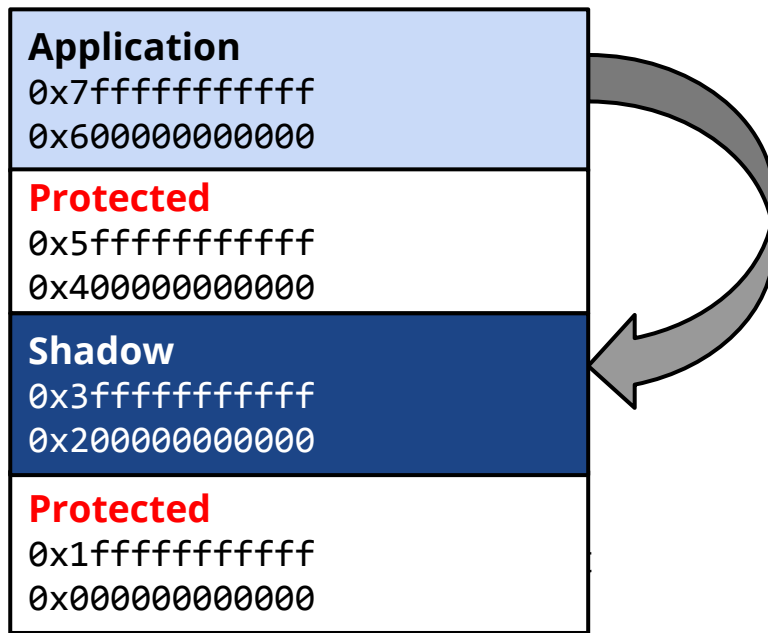 Application
0x7fffffffffff
0x600000000000
Protected
0x5fffffffffff
0x400000000000
Shadow
0x3fffffffffff
0x200000000000
Protected
0x1fffffffffff
0x000000000000